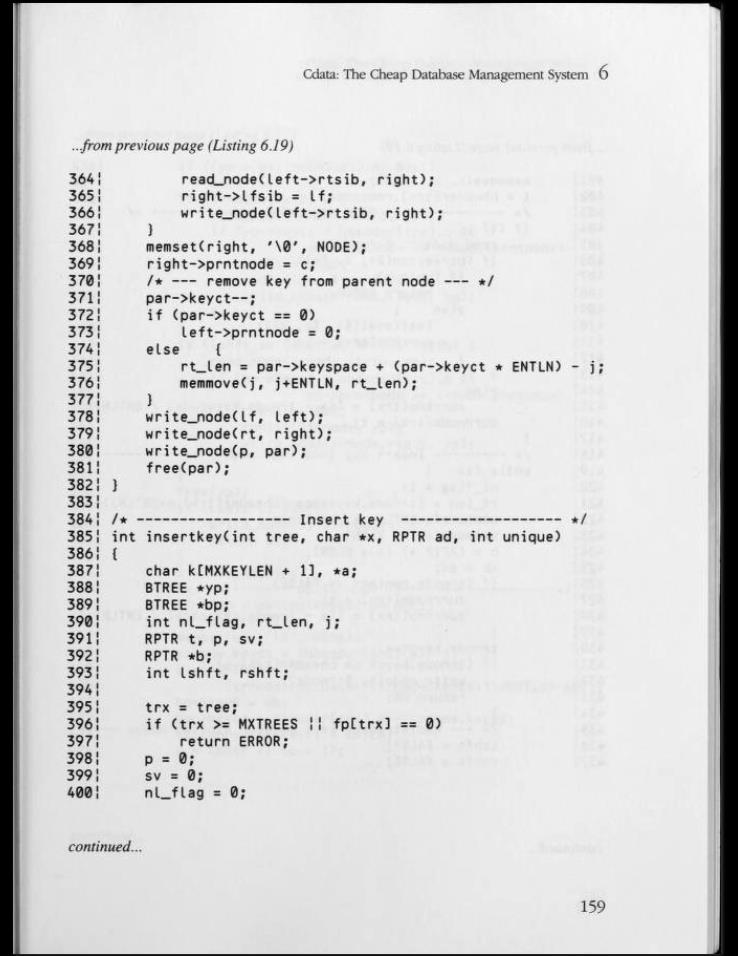 Cdata: The Cheap Database Management System 6
...from previous page (Listing 6.19)
364¦         read_node(left->rtsib, right);
365¦         right->lfsib = lf;
366¦         write_node(left->rtsib, right);
367¦     }
368¦     memset(right, '\0', NODE);
369¦     right->prntnode = c;
370¦     /* --- remove key from parent node --- */
371¦     par->keyct--;
372¦     if (par->keyct == 0)
373¦         left->prntnode = 0;
374¦     else    {
375¦         rt_len = par->keyspace + (par->keyct * ENTLN) - j;
376¦         memmove(j, j+ENTLN, rt_len);
377¦     }
378¦     write_node(lf, left);
379¦     write_node(rt, right);
380¦     write_node(p, par);
381¦     free(par);
382¦ }
383¦
384¦ /* ------------------ Insert key  ------------------- */
385¦ int insertkey(int tree, char *x, RPTR ad, int unique)
386¦ {
387¦     char k[MXKEYLEN + 1], *a;
388¦     BTREE *yp;
389¦     BTREE *bp;
390¦     int nl_flag, rt_len, j;
391¦     RPTR t, p, sv;
392¦     RPTR *b;
393¦     int lshft, rshft;
394¦
395¦     trx = tree;
396¦     if (trx >= MXTREES ¦¦ fp[trx] == 0)
397¦         return ERROR;
398¦     p = 0;
399¦     sv = 0;
400¦     nl_flag = 0;
continued...
159